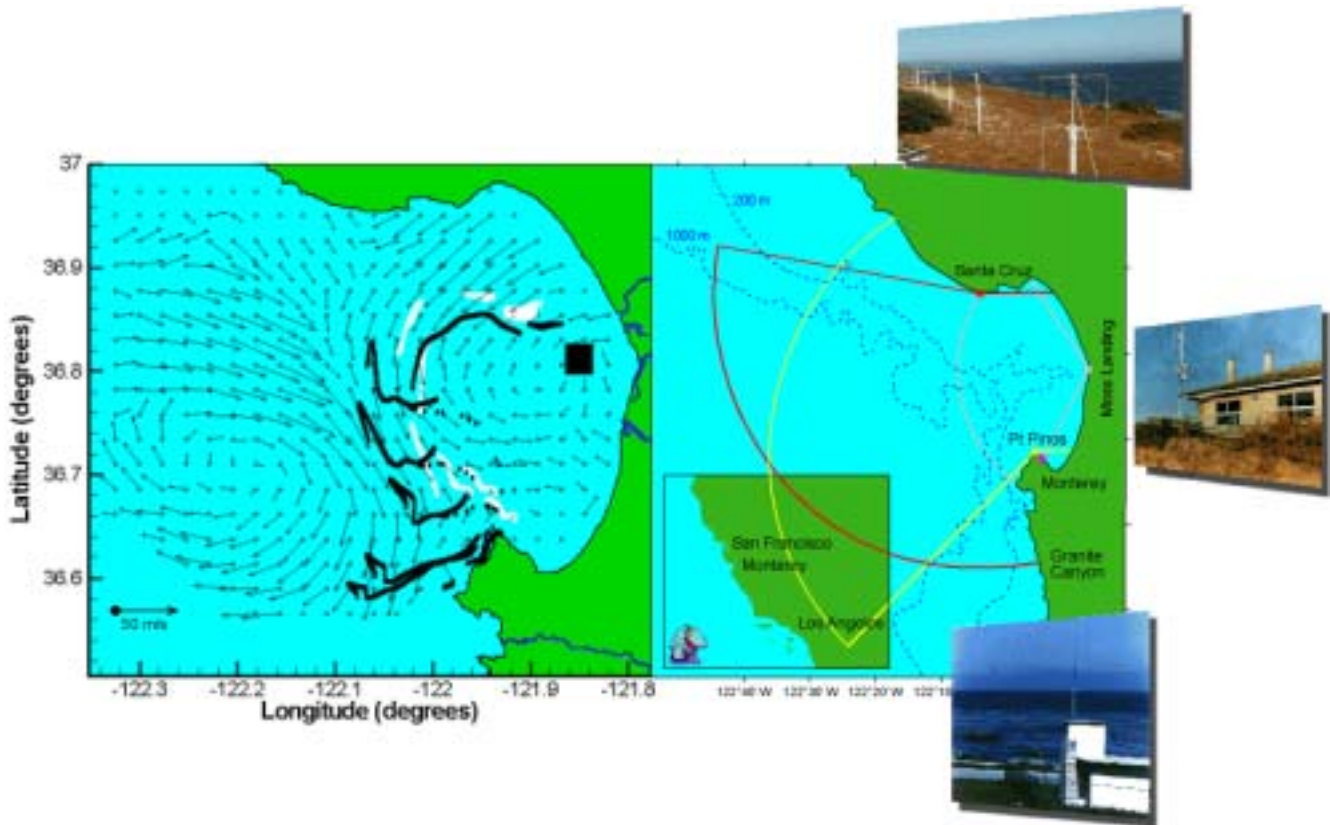 37
36.9
36.8
36.7
36.6
Latitude (degrees)
50 m/s
-122.3
-122.2
-122.1
-122
-121.9
-121.8
Longitude (degrees)
200 m
1000 m
Santa Cruz
Moss Landing
Pt Pinos
Monterey
Granite
Canyon
San Francisco
Monterey
Los Angeles
122°40' W
122°30' W
122°20' W